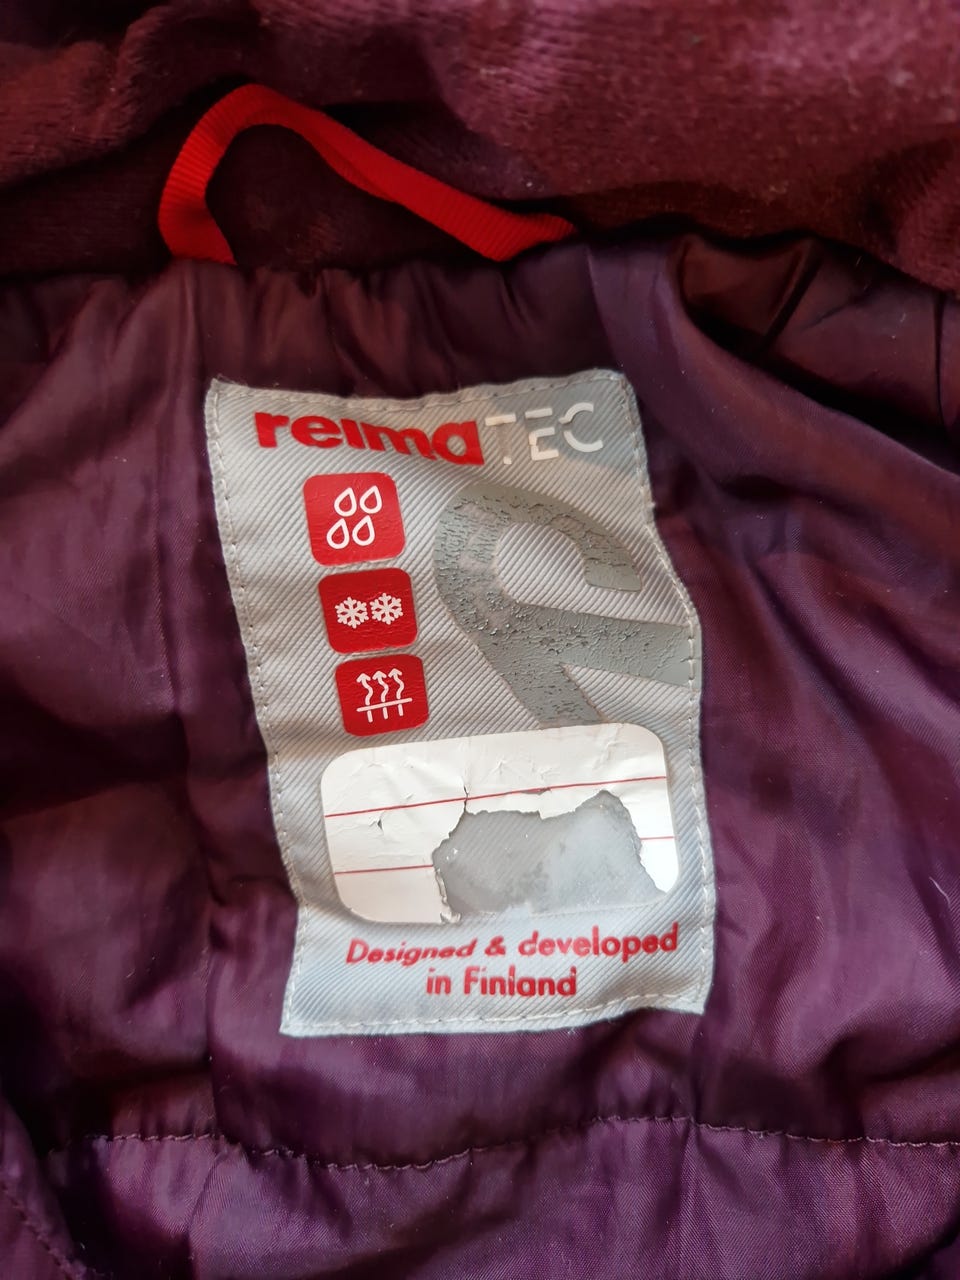 reimaTEC
Designed & developed
in Finland